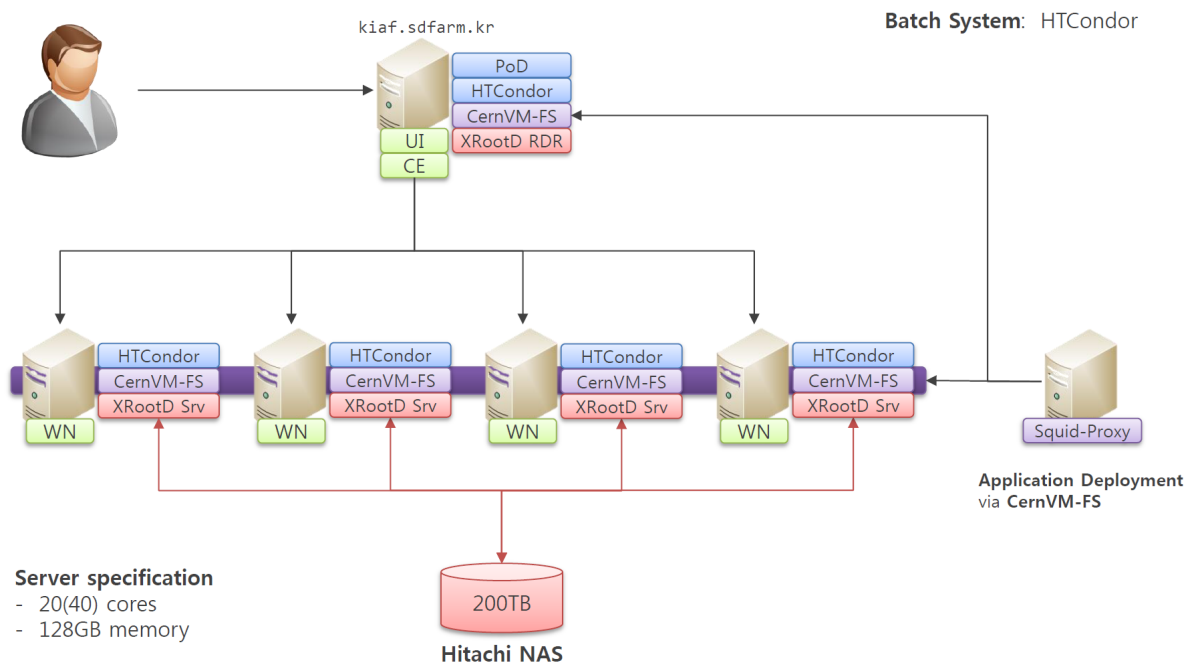 Batch System: HTCondor
kiaf.sdfarm.kr
PoD
HTCondor
CernVM-FS
XRootD RDR
UI
CE
HTCondor
CernVM-FS
XRootD Srv
WN
HTCondor
CernVM-FS
XRootD Srv
WN
HTCondor
CernVM-FS
XRootD Srv
WN
HTCondor
CernVM-FS
XRootD Srv
WN
Squid-Proxy
Application Deployment
via CernVM-FS
Server specification
- 20(40) cores
- 128GB memory
200TB
Hitachi NAS